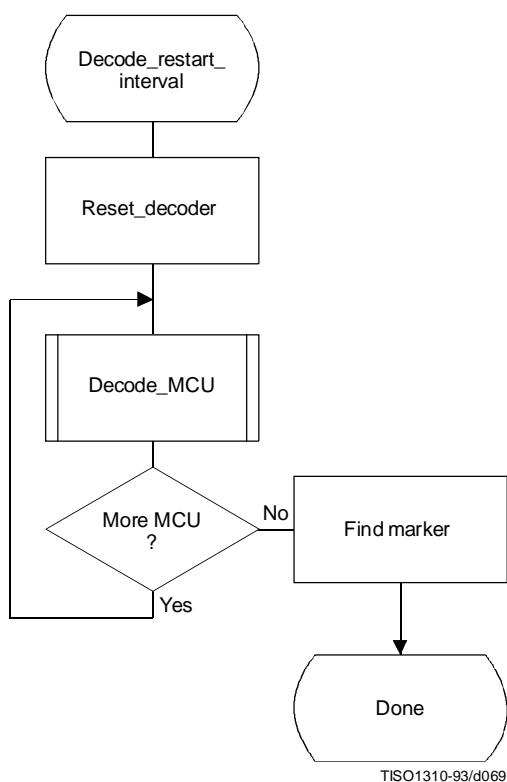 Decode_restart_
interval
Reset_decoder
Decode_MCU
More MCU
?
No
Find marker
Yes
Done
TISO1310-93/d069